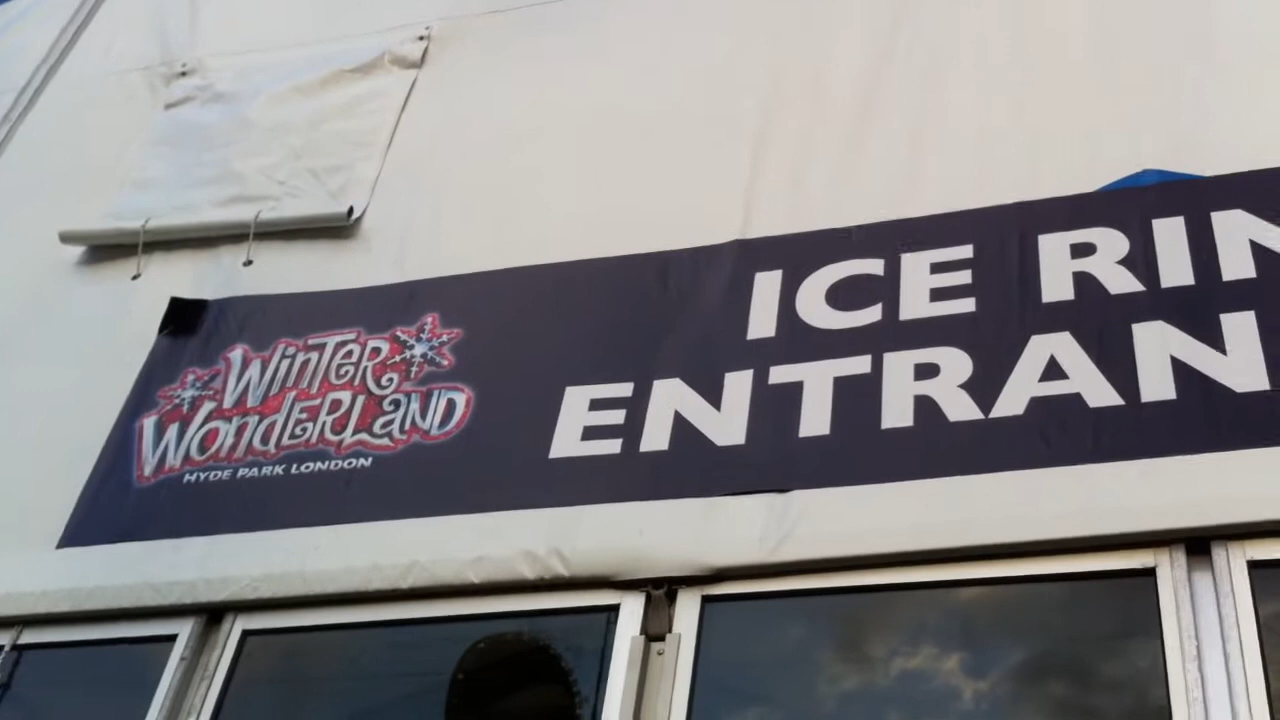 WINTER
WONDERLAND
HYDE PARK LONDON
ICE RIN
ENTRAN